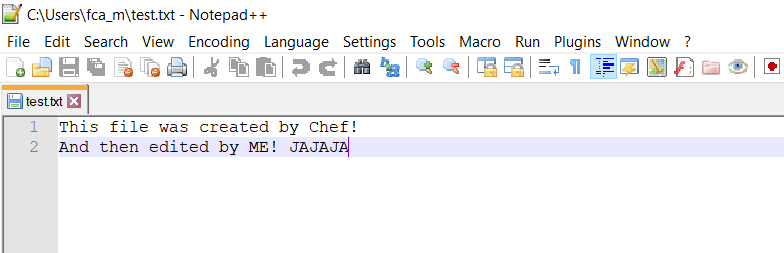 C:\Users\fca_m\test.txt - Notepad++
File Edit Search View Encoding Language Settings Tools Macro Run Plugins Window ?
test.txt
1 This file was created by Chef!
2 And then edited by ME! JAJAJA